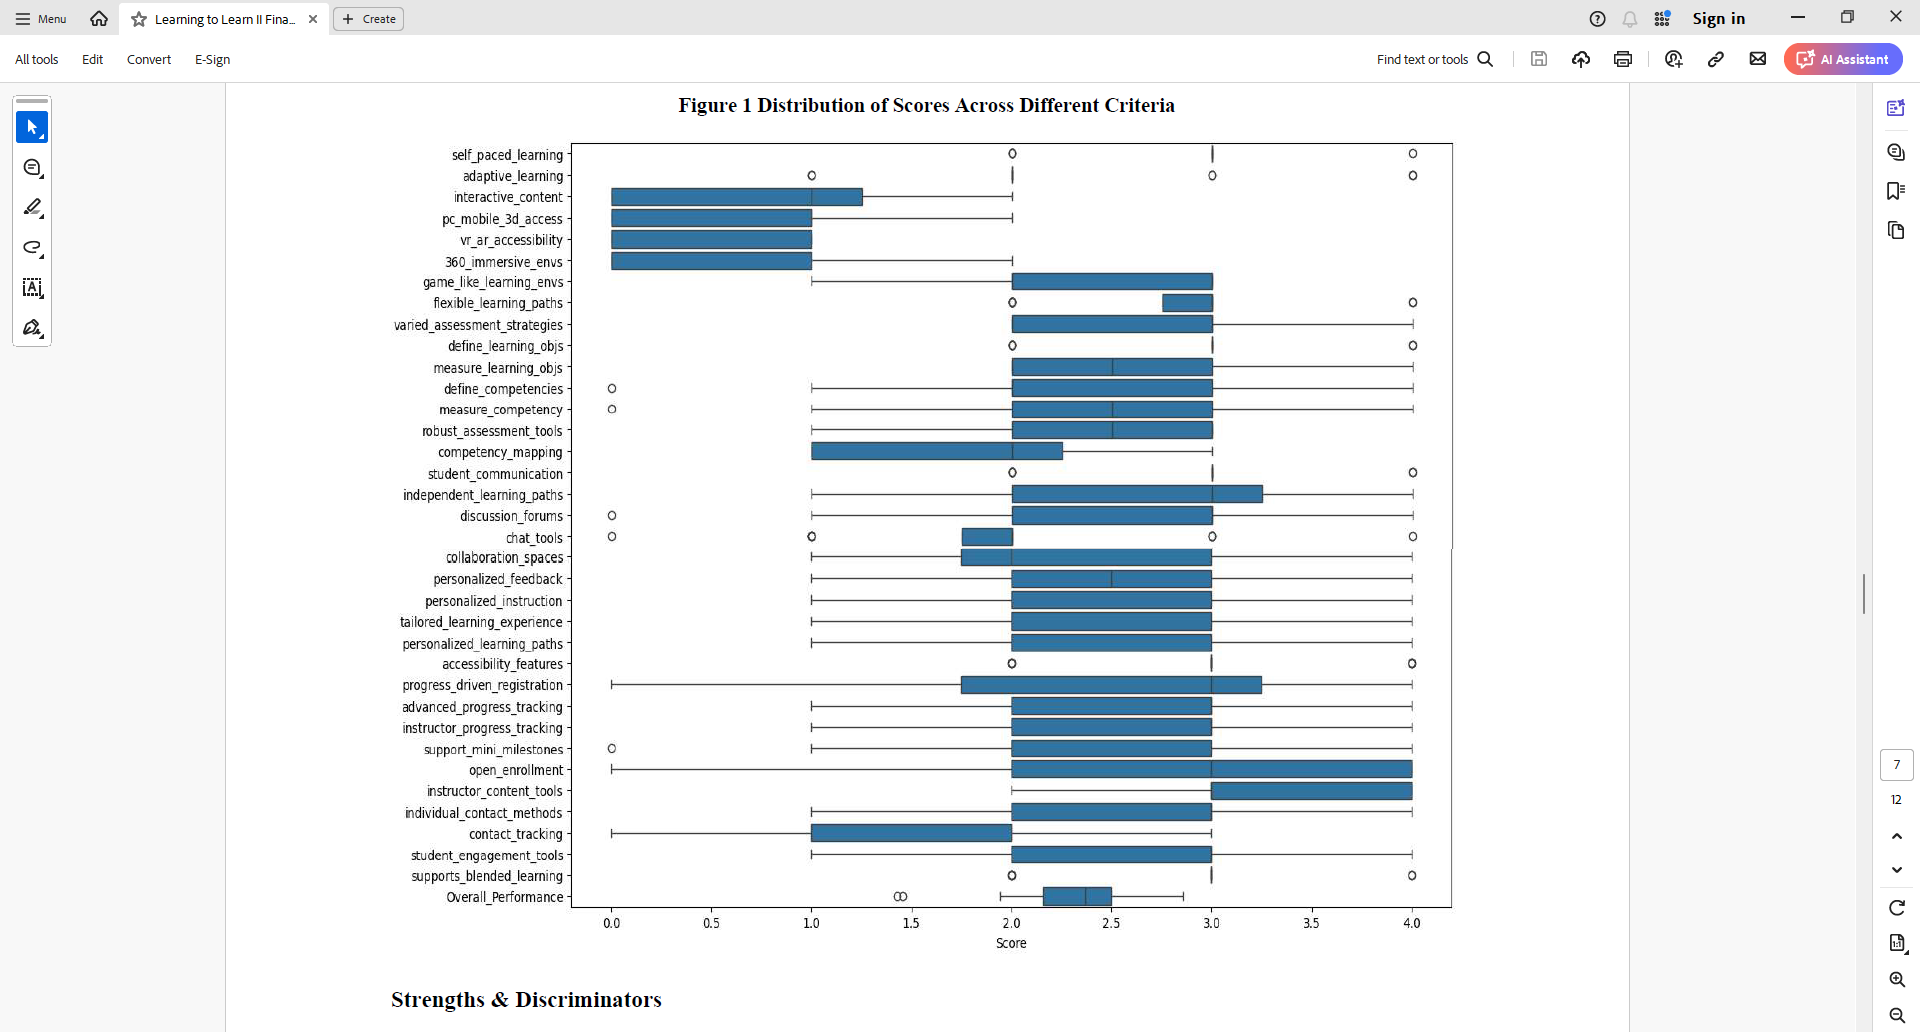 Menu
Learning to Learn II Fina...
Create
Sign in
All tools
Edit
Convert
E-Sign
Find text or tools
AI Assistant
Figure 1 Distribution of Scores Across Different Criteria
self_paced_learning
adaptive_learning
interactive_content
pc_mobile_3d_access
vr_ar_accessibility
360_immersive_envs
game_like_learning_envs
flexible_learning_paths
varied_assessment_strategies
define_learning_objs
measure_learning_objs
define_competencies
measure_competency
robust_assessment_tools
competency_mapping
student_communication
independent_learning_paths
discussion_forums
chat_tools
collaboration_spaces
personalized_feedback
personalized_instruction
tailored_learning_experience
personalized_learning_paths
accessibility_features
progress_driven_registration
advanced_progress_tracking
instructor_progress_tracking
support_mini_milestones
open_enrollment
instructor_content_tools
individual_contact_methods
contact_tracking
student_engagement_tools
supports_blended_learning
Overall_Performance
0.0 0.5 1.0 1.5 2.0 2.5 3.0 3.5 4.0
Score
7
12
1:1
Strengths & Discriminators